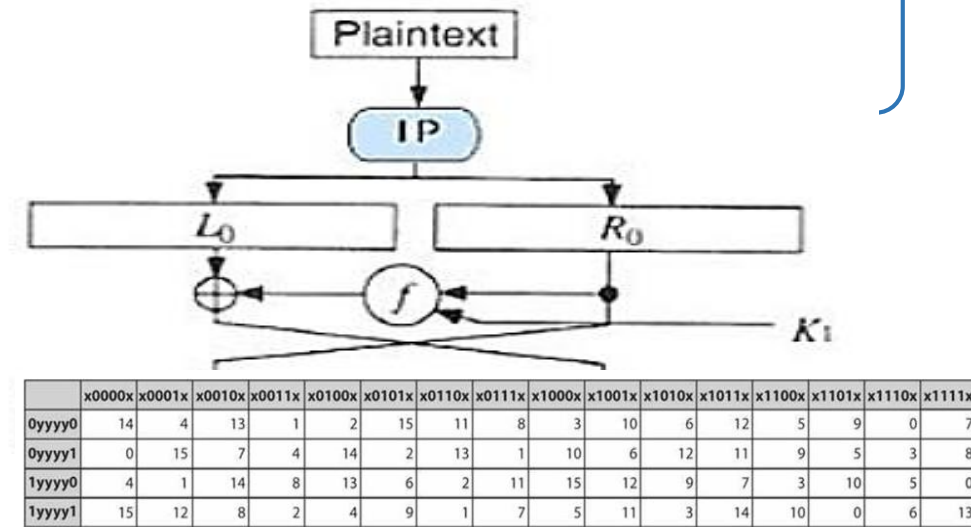 Plaintext
IP
L0 R0
f
K1
x0000x x0001x x0010x x0011x x0100x x0101x x0110x x0111x x1000x x1001x x1010x x1011x x1100x x1101x x1110x x1111x
0yyyy0 14 4 13 1 2 15 11 8 3 10 6 12 5 9 0 7
0yyyy1 0 15 7 4 14 2 13 1 10 6 12 11 9 5 3 8
1yyyy0 4 1 14 8 13 6 2 11 15 12 9 7 3 10 5 0
1yyyy1 15 12 8 2 4 9 1 7 5 11 3 14 10 0 6 13